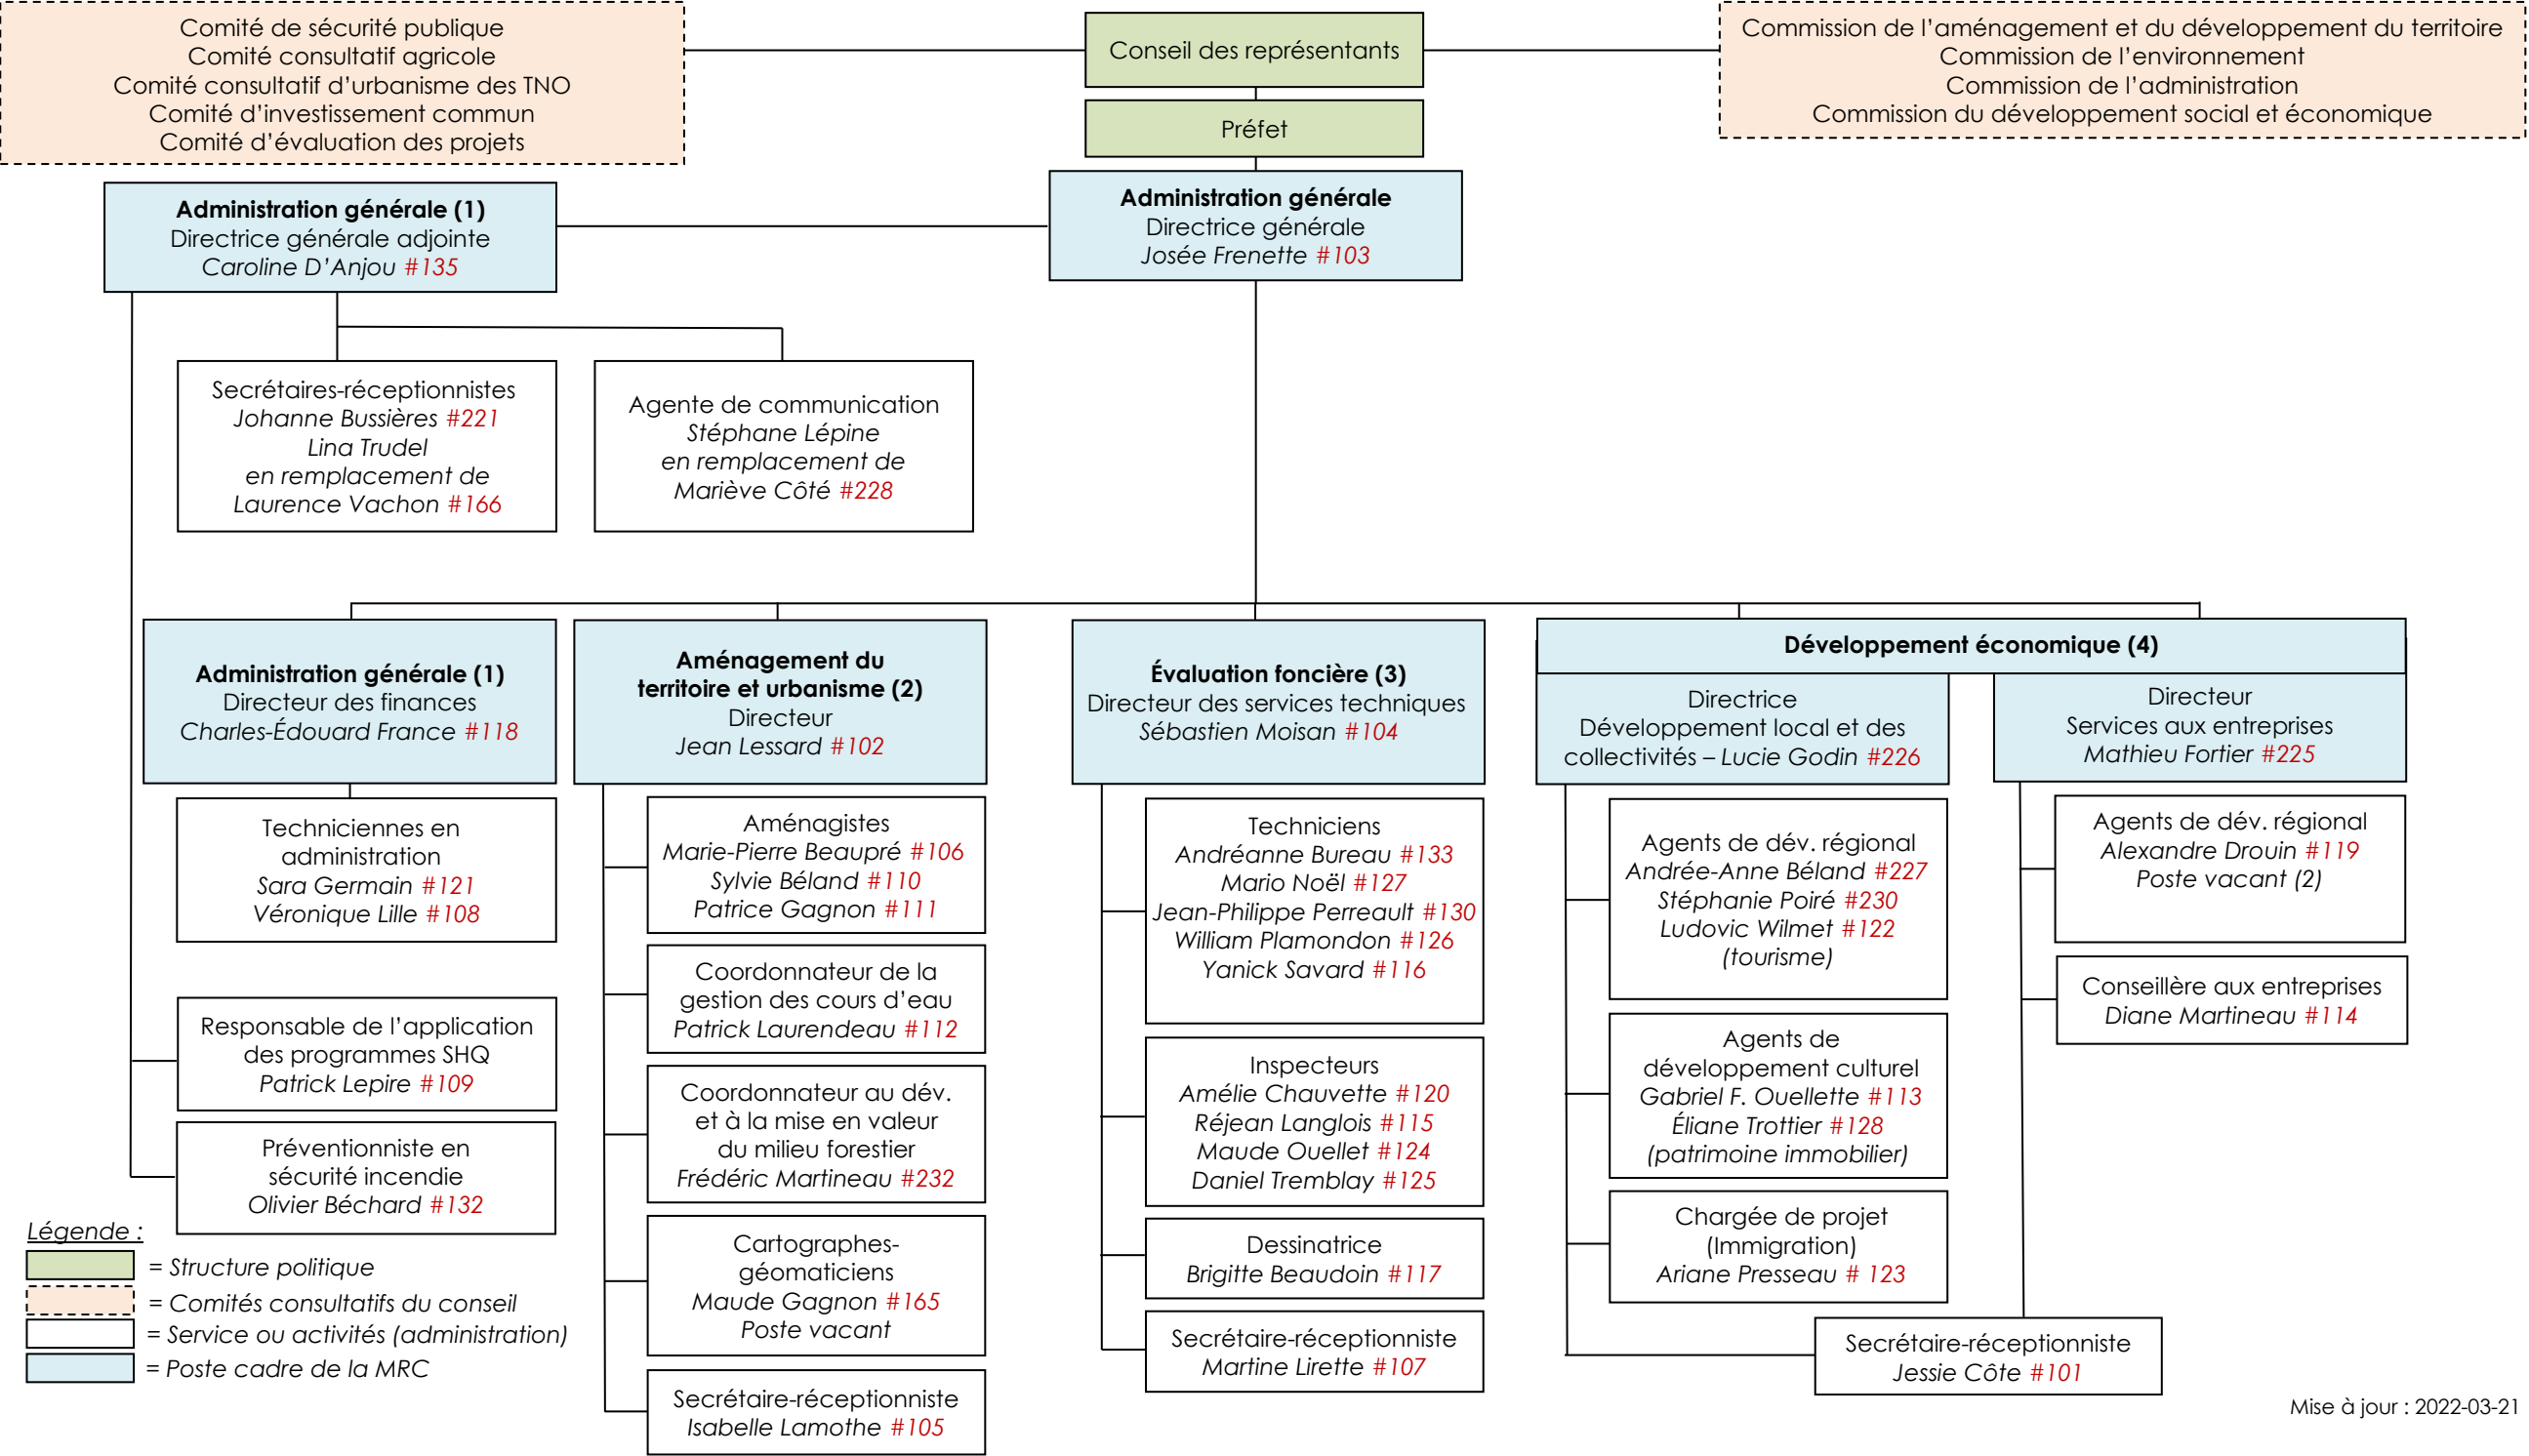 Comité de sécurité publique
Comité consultatif agricole
Comité consultatif d’urbanisme des TNO
Comité d’investissement commun
Comité d’évaluation des projets
Conseil des représentants
Préfet
Commission de l’aménagement et du développement du territoire
Commission de l’environnement
Commission de l’administration
Commission du développement social et économique
Administration générale (1)
Directrice générale adjointe
Caroline D’Anjou #135
Administration générale
Directrice générale
Josée Frenette #103
Secrétaires-réceptionnistes
Johanne Bussières #221
Lina Trudel
en remplacement de
Laurence Vachon #166
Agente de communication
Stéphane Lépine
en remplacement de
Mariève Côté #228
Administration générale (1)
Directeur des finances
Charles-Édouard France #118
Techniciennes en
administration
Sara Germain #121
Véronique Lille #108
Responsable de l’application
des programmes SHQ
Patrick Lepire #109
Préventionniste en
sécurité incendie
Olivier Béchard #132
Aménagement du
territoire et urbanisme (2)
Directeur
Jean Lessard #102
Aménagistes
Marie-Pierre Beaupré #106
Sylvie Béland #110
Patrice Gagnon #111
Coordonnateur de la
gestion des cours d’eau
Patrick Laurendeau #112
Coordonnateur au dév.
et à la mise en valeur
du milieu forestier
Frédéric Martineau #232
Cartographes-
géomaticiens
Maude Gagnon #165
Poste vacant
Secrétaire-réceptionniste
Isabelle Lamothe #105
Évaluation foncière (3)
Directeur des services techniques
Sébastien Moisan #104
Techniciens
Andréanne Bureau #133
Mario Noël #127
Jean-Philippe Perreault #130
William Plamondon #126
Yanick Savard #116
Inspecteurs
Amélie Chauvette #120
Réjean Langlois #115
Maude Ouellet #124
Daniel Tremblay #125
Dessinatrice
Brigitte Beaudoin #117
Secrétaire-réceptionniste
Martine Lirette #107
Développement économique (4)
Directrice
Développement local et des
collectivités – Lucie Godin #226
Directeur
Services aux entreprises
Mathieu Fortier #225
Agents de dév. régional
Andrée-Anne Béland #227
Stéphanie Poiré #230
Ludovic Wilmet #122
(tourisme)
Agents de
développement culturel
Gabriel F. Ouellette #113
Éliane Trottier #128
(patrimoine immobilier)
Chargée de projet
(Immigration)
Ariane Presseau # 123
Agents de dév. régional
Alexandre Drouin #119
Poste vacant (2)
Conseillère aux entreprises
Diane Martineau #114
Secrétaire-réceptionniste
Jessie Côte #101
Légende :
= Structure politique
= Comités consultatifs du conseil
= Service ou activités (administration)
= Poste cadre de la MRC
Mise à jour : 2022-03-21